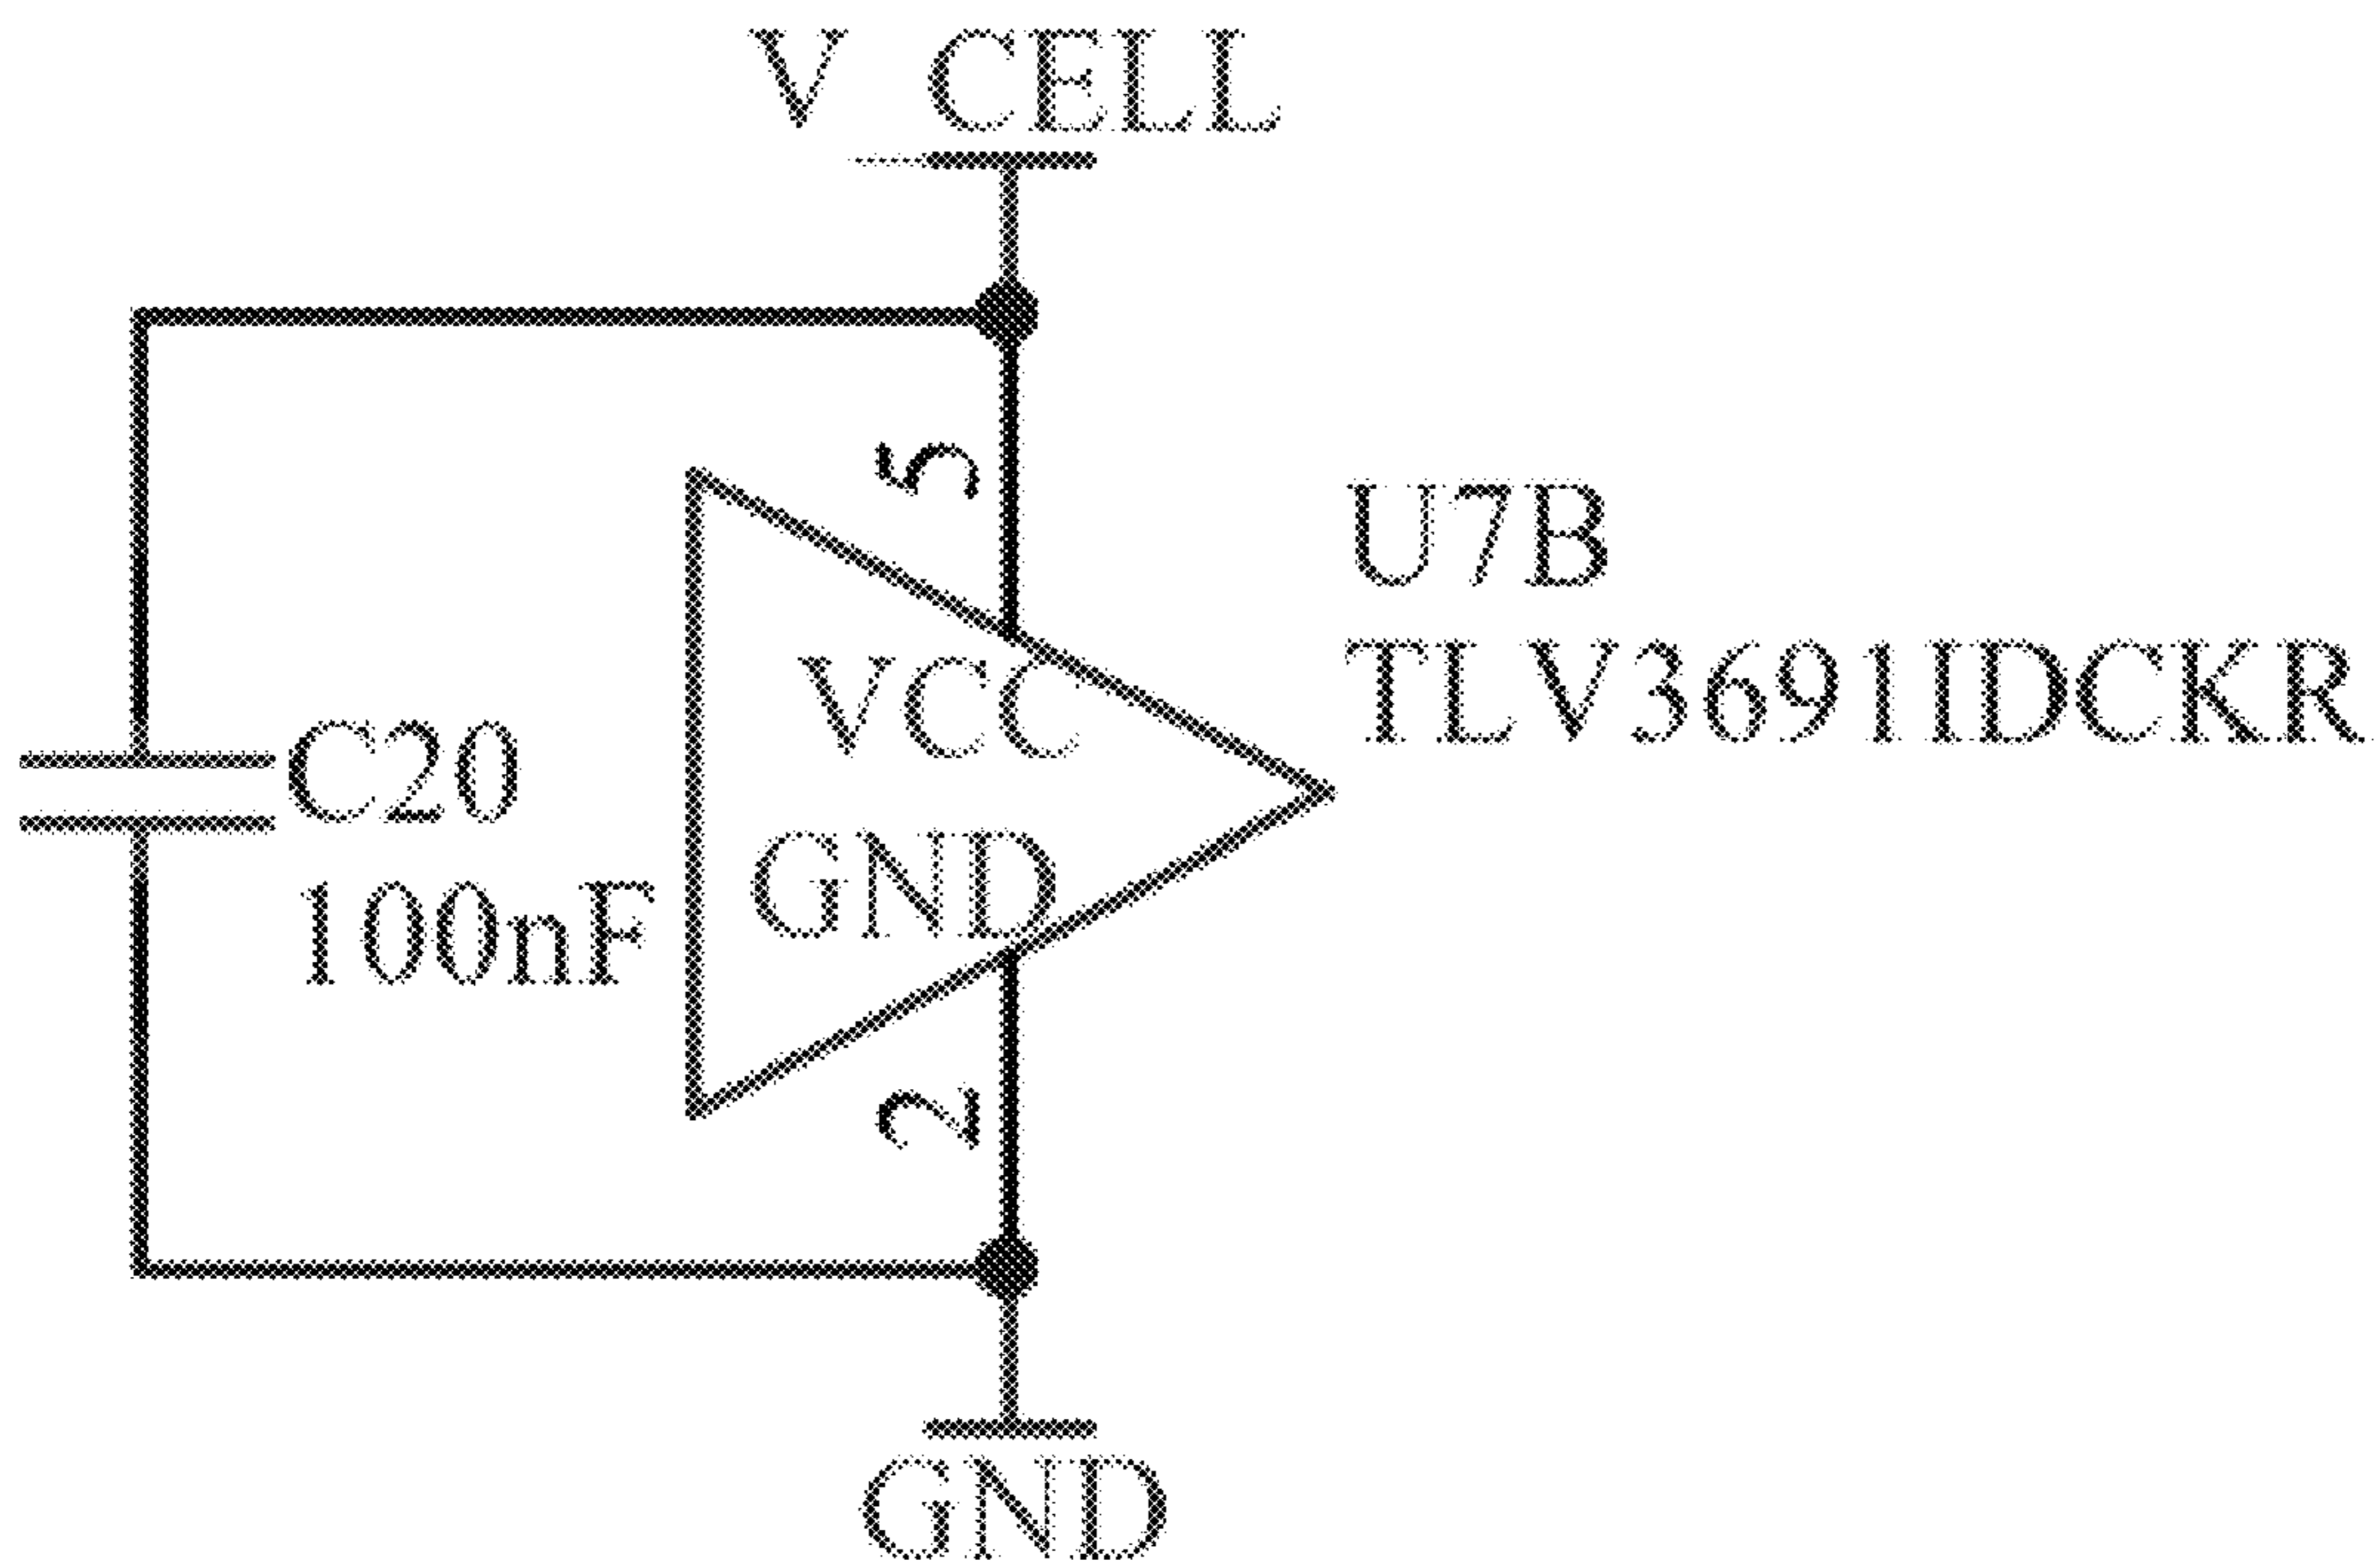 V_CELL
5
U7B
TLV3691IDCKR
VCC
C20
GND
100nF
2
GND